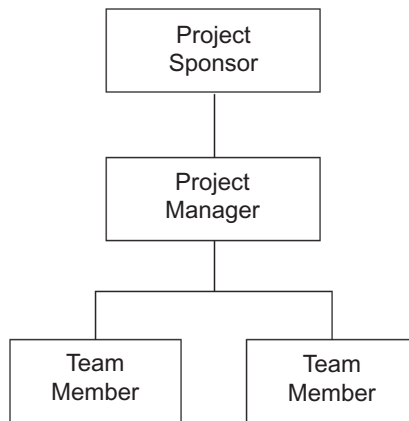 Project
Sponsor
Project
Manager
Team
Member
Team
Member